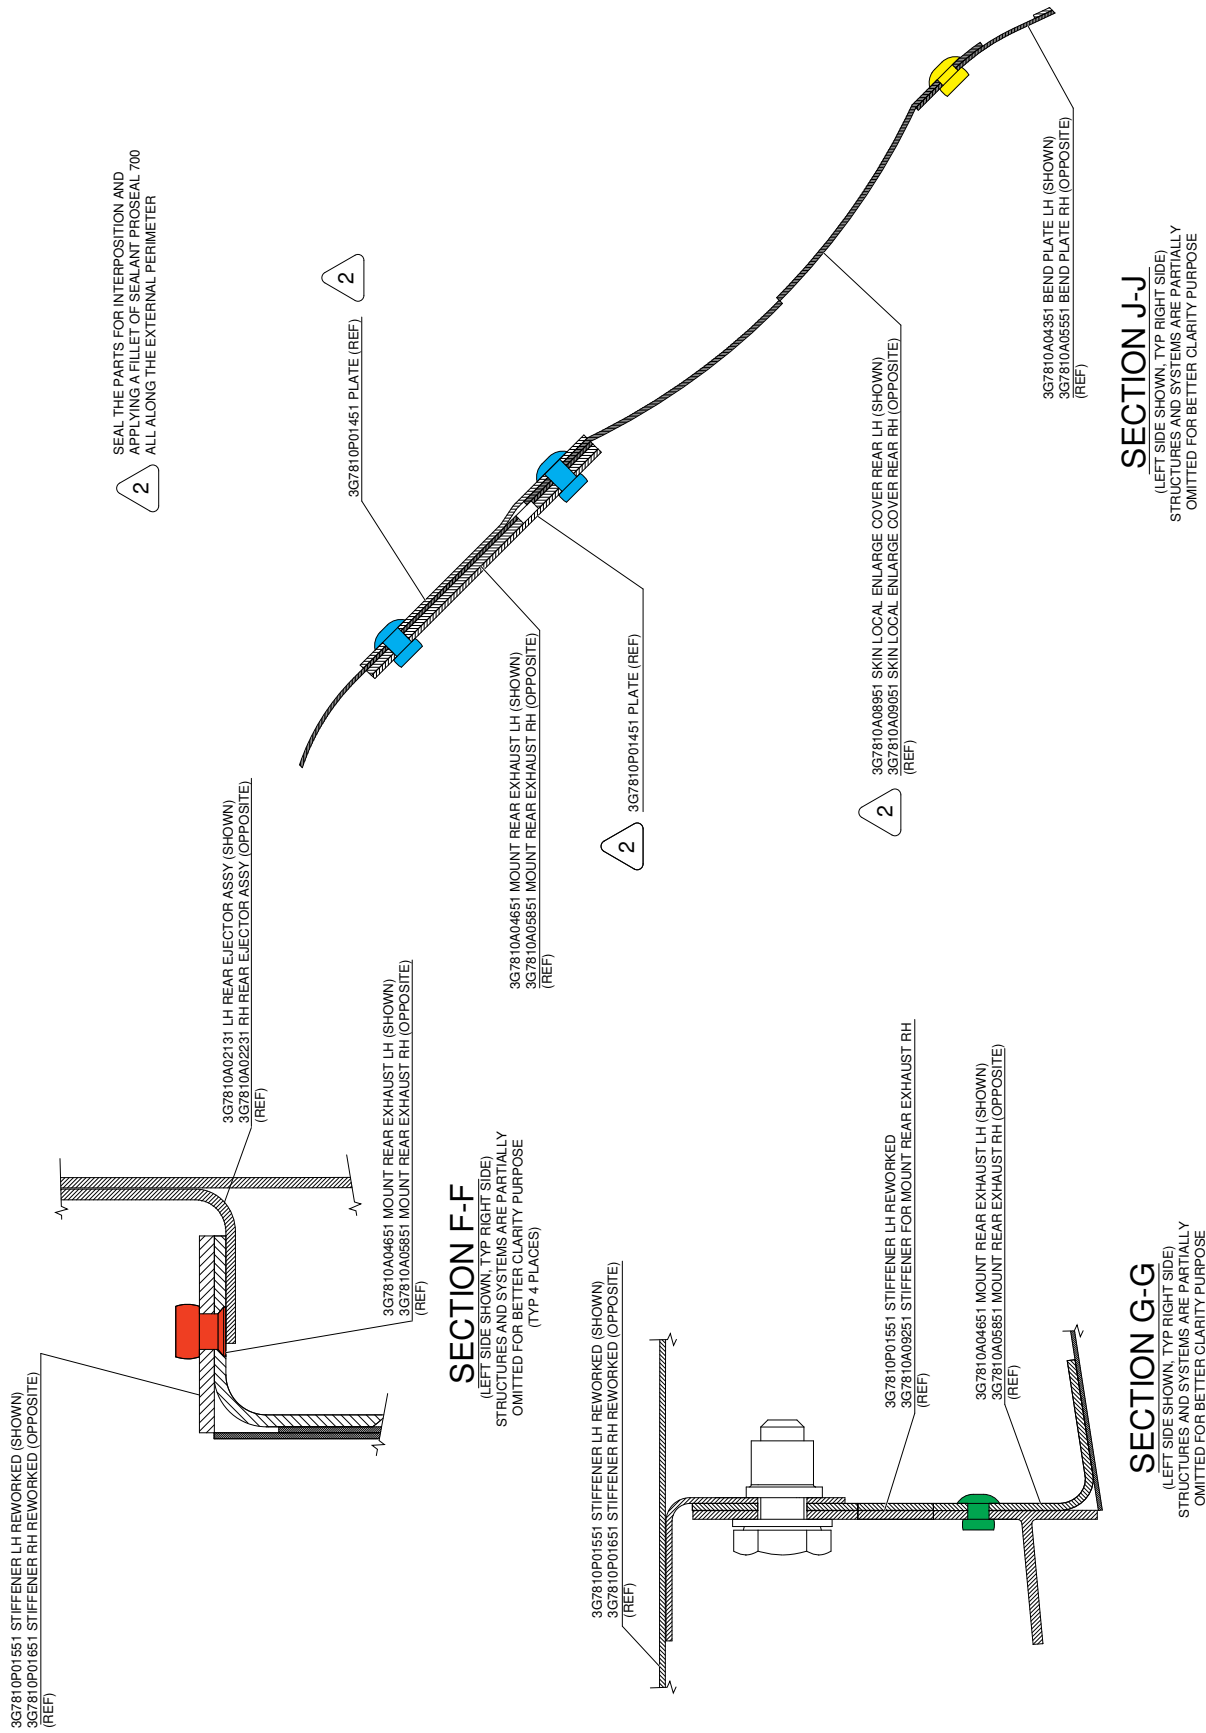 3G7810P01551 STIFFENER LH REWORKED (SHOWN)
3G7810P01651 STIFFENER RH REWORKED (OPPOSITE)
(REF)
3G7810A02131 LH REAR EJECTOR ASSY (SHOWN)
3G7810A02231 RH REAR EJECTOR ASSY (OPPOSITE)
(REF)
3G7810A04651 MOUNT REAR EXHAUST LH (SHOWN)
3G7810A05851 MOUNT REAR EXHAUST RH (OPPOSITE)
(REF)
SECTION F-F
(LEFT SIDE SHOWN, TYP RIGHT SIDE)
STRUCTURES AND SYSTEMS ARE PARTIALLY
OMITTED FOR BETTER CLARITY PURPOSE
(TYP 4 PLACES)
2
SEAL THE PARTS FOR INTERPOSITION AND
APPLYING A FILLET OF SEALANT PROSEAL 700
ALL ALONG THE EXTERNAL PERIMETER
3G7810P01451 PLATE (REF)
2
3G7810A04651 MOUNT REAR EXHAUST LH (SHOWN)
3G7810A05851 MOUNT REAR EXHAUST RH (OPPOSITE)
(REF)
2
3G7810P01451 PLATE (REF)
2
3G7810A08951 SKIN LOCAL ENLARGE COVER REAR LH (SHOWN)
3G7810A09051 SKIN LOCAL ENLARGE COVER REAR RH (OPPOSITE)
(REF)
3G7810A04351 BEND PLATE LH (SHOWN)
3G7810A05551 BEND PLATE RH (OPPOSITE)
(REF)
SECTION J-J
(LEFT SIDE SHOWN, TYP RIGHT SIDE)
STRUCTURES AND SYSTEMS ARE PARTIALLY
OMITTED FOR BETTER CLARITY PURPOSE
3G7810P01551 STIFFENER LH REWORKED (SHOWN)
3G7810P01651 STIFFENER RH REWORKED (OPPOSITE)
(REF)
3G7810P01551 STIFFENER LH REWORKED
3G7810A09251 STIFFENER FOR MOUNT REAR EXHAUST RH
(REF)
3G7810A04651 MOUNT REAR EXHAUST LH (SHOWN)
3G7810A05851 MOUNT REAR EXHAUST RH (OPPOSITE)
(REF)
SECTION G-G
(LEFT SIDE SHOWN, TYP RIGHT SIDE)
STRUCTURES AND SYSTEMS ARE PARTIALLY
OMITTED FOR BETTER CLARITY PURPOSE